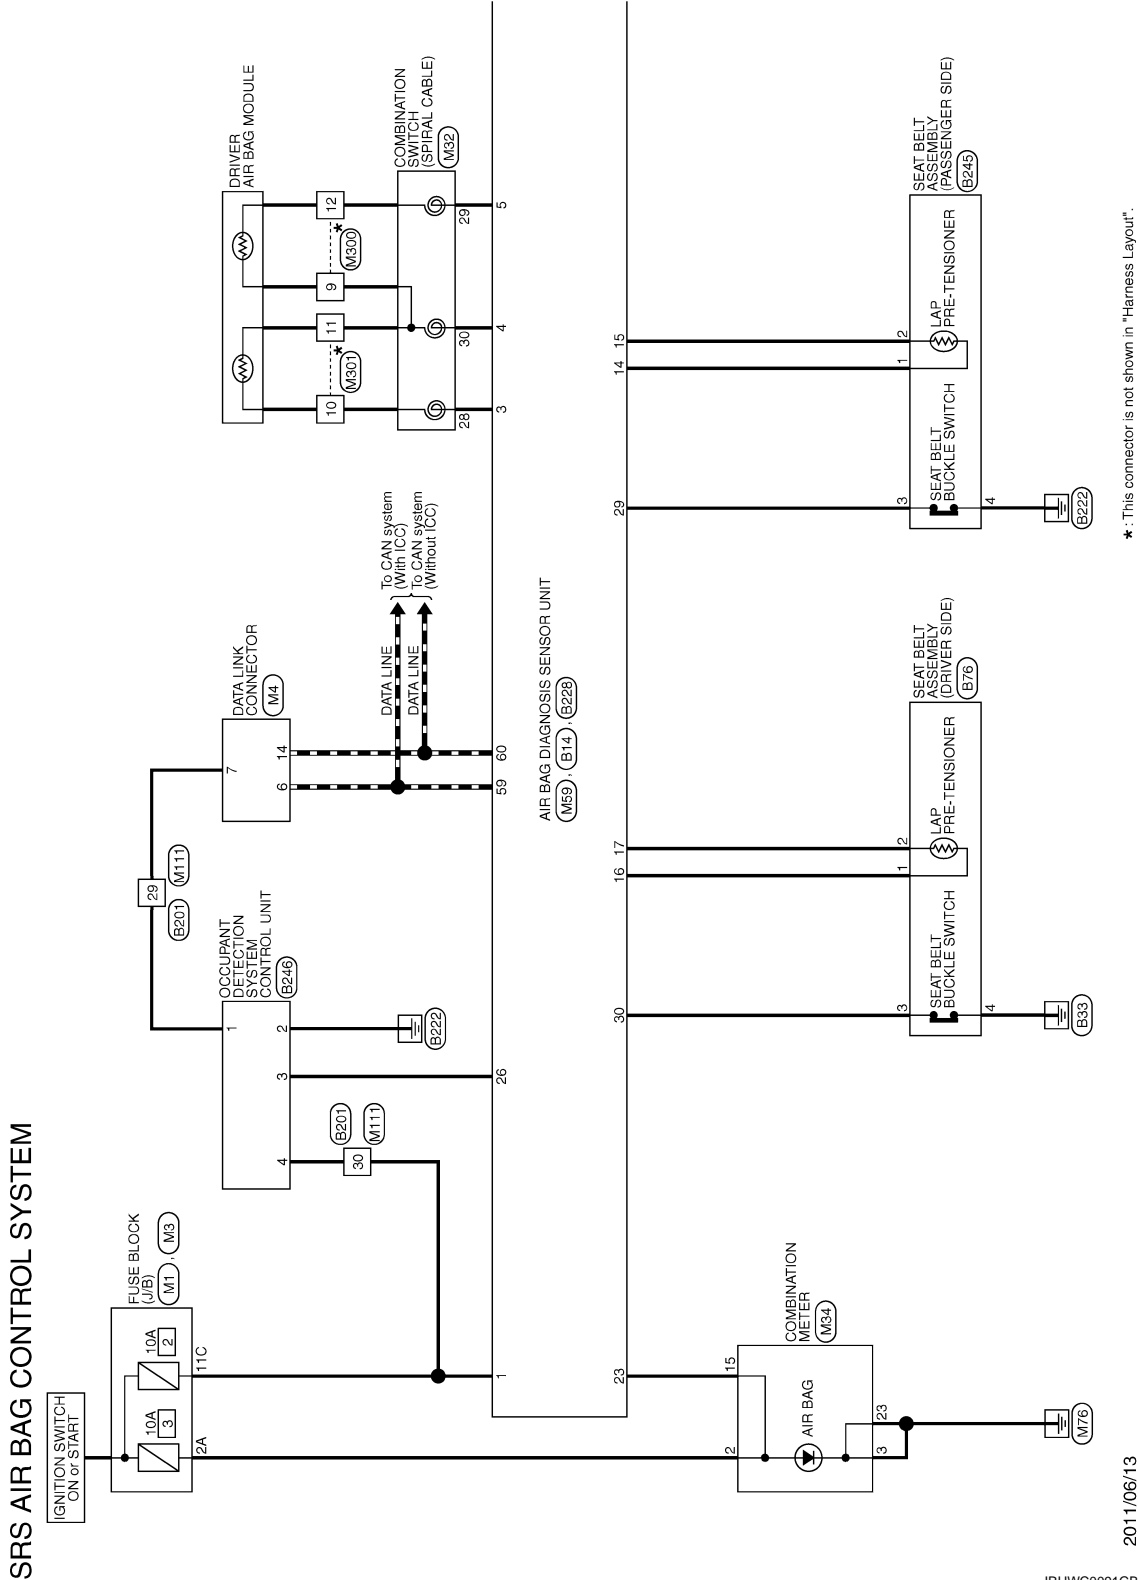 SRS AIR BAG CONTROL SYSTEM
IGNITION SWITCH
ON or START
FUSE BLOCK
(J/B)
M1 , M3
10A
3
10A
2
2A
11C
OCCUPANT
DETECTION
SYSTEM
CONTROL UNIT
B246
1
4
3
2
B201
M111
30
B222
B201
M111
29
DATA LINK
CONNECTOR
M4
7
6
14
DATA LINE
DATA LINE
To CAN system
(With ICC)
To CAN system
(Without ICC)
DRIVER
AIR BAG MODULE
10
11
9
12
★
M301
★
M300
COMBINATION
SWITCH
(SPIRAL CABLE)
M32
28
30
29
1
26
59
60
3
4
5
AIR BAG DIAGNOSIS SENSOR UNIT
M59 , B14 , B228
23
30
16
17
29
14
15
COMBINATION
METER
M34
2
15
AIR BAG
3
23
M76
SEAT BELT
ASSEMBLY
(DRIVER SIDE)
B76
3
1
2
SEAT BELT
BUCKLE SWITCH
LAP
PRE-TENSIONER
4
B33
SEAT BELT
ASSEMBLY
(PASSENGER SIDE)
B245
3
1
2
SEAT BELT
BUCKLE SWITCH
LAP
PRE-TENSIONER
4
B222
★ : This connector is not shown in "Harness Layout".
2011/06/13